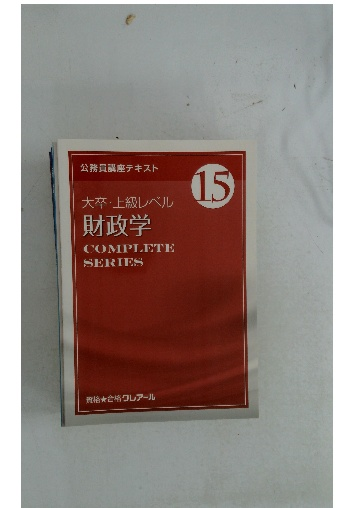 公務員講座テキスト
15
大卒・上級レベル
財政学
COMPLETE
SERIES
資格★合格クレアール